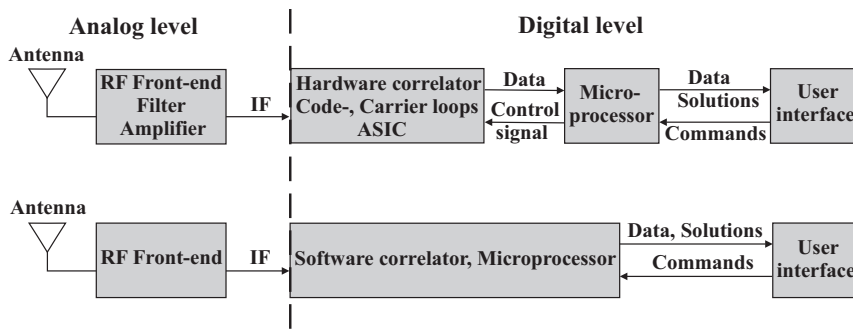 Analog level
Digital level
Antenna
RF Front-end
Filter
Amplifier
IF
Hardware correlator
Code-, Carrier loops
ASIC
Data
Control
signal
Micro-
processor
Data
Solutions
Commands
User
interface
Antenna
RF Front-end
IF
Software correlator, Microprocessor
Data, Solutions
Commands
User
interface